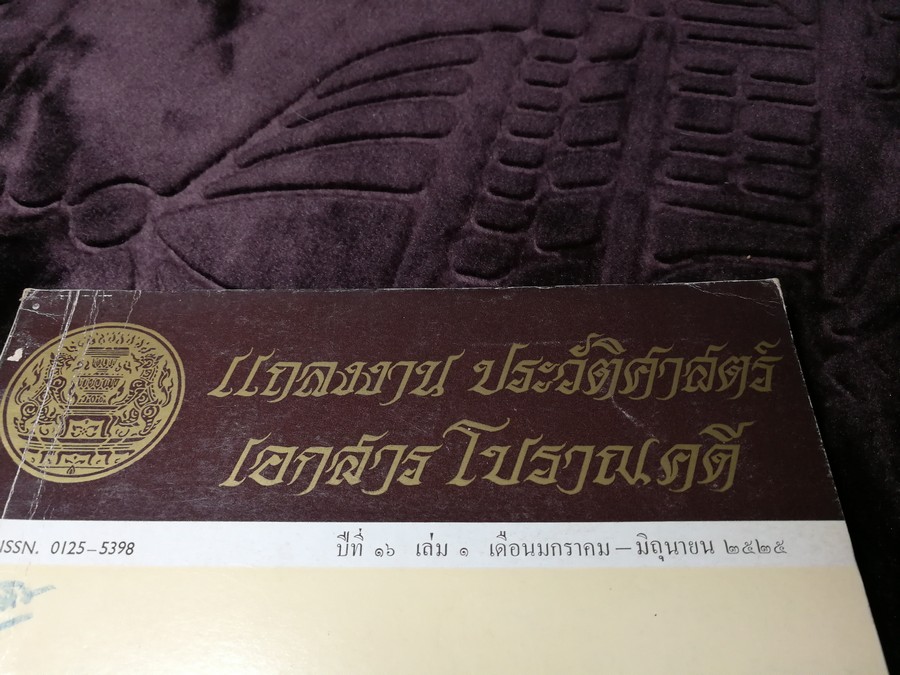 แถลงงาน ประวัติศาสตร์
เอกสาร โบราณคดี
ISSN. 0125-5398 ปีที่ ๑๖ เล่ม ๑ เดือนมกราคม – มิถุนายน ๒๕๒๕